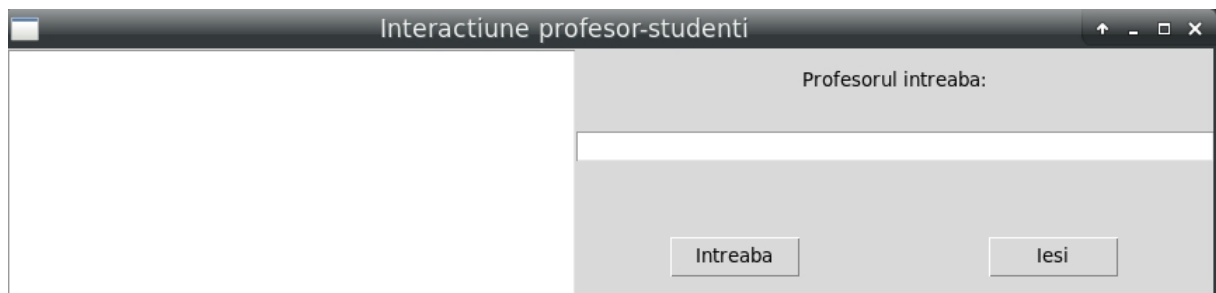 Interactiune profesor-studenti
Profesorul intreaba:
Intreaba
Iesi